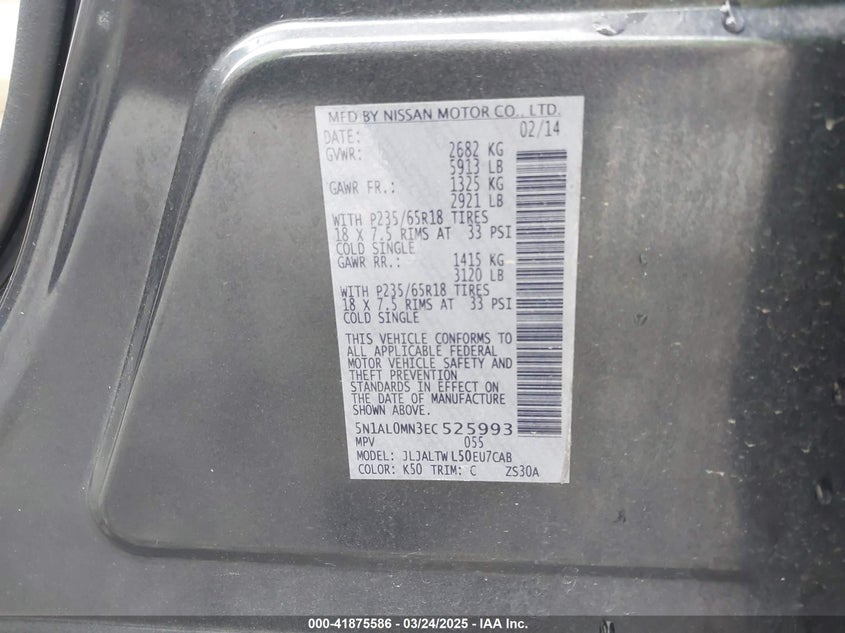 MFD BY NISSAN MOTOR CO., LTD.
DATE: 02/14
GVWR: 2682 KG
5913 LB
GAWR FR.: 1325 KG
2921 LB
WITH P235/65R18 TIRES
18 X 7.5 RIMS AT 33 PSI
COLD SINGLE
GAWR RR.: 1415 KG
3120 LB
WITH P235/65R18 TIRES
18 X 7.5 RIMS AT 33 PSI
COLD SINGLE
THIS VEHICLE CONFORMS TO
ALL APPLICABLE FEDERAL
MOTOR VEHICLE SAFETY AND
THEFT PREVENTION
STANDARDS IN EFFECT ON
THE DATE OF MANUFACTURE
SHOWN ABOVE.
5N1AL0MN3EC525993
MPV 055
MODEL: JLJALTWL50EU7CAB
COLOR: K50 TRIM: C ZS30A
000-41875586 - 03/24/2025 - IAA Inc.